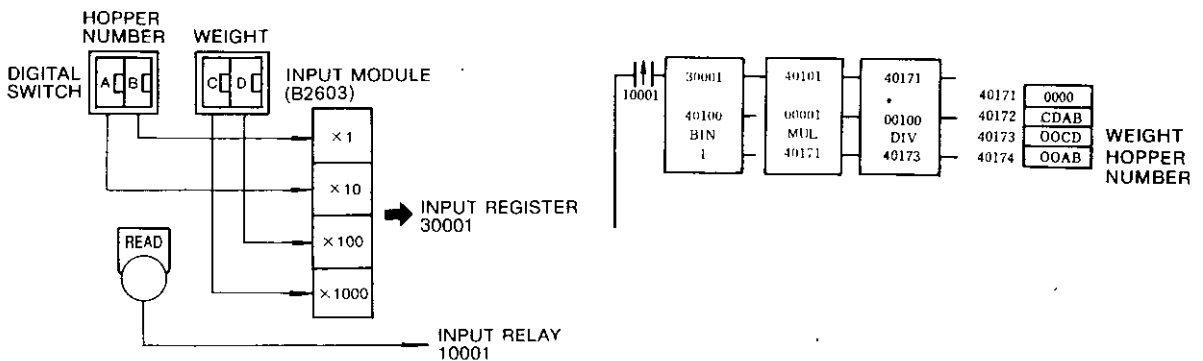 HOPPER
NUMBER
WEIGHT
DIGITAL
SWITCH
A B
C D
INPUT MODULE
(B2603)
×1
×10
×100
×1000
INPUT REGISTER
30001
READ
INPUT RELAY
10001
10001
30001
40100
BIN
1
40101
00001
MUL
40171
40171
00100
DIV
40173
40171 0000
40172 CDAB
40173 00CD WEIGHT
40174 00AB HOPPER
NUMBER